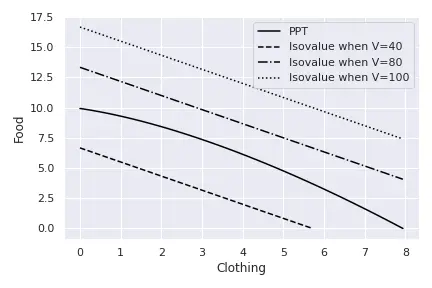 17.5
15.0
12.5
10.0
7.5
5.0
2.5
0.0
Food
PPT
Isovalue when V=40
Isovalue when V=80
Isovalue when V=100
0 1 2 3 4 5 6 7 8
Clothing